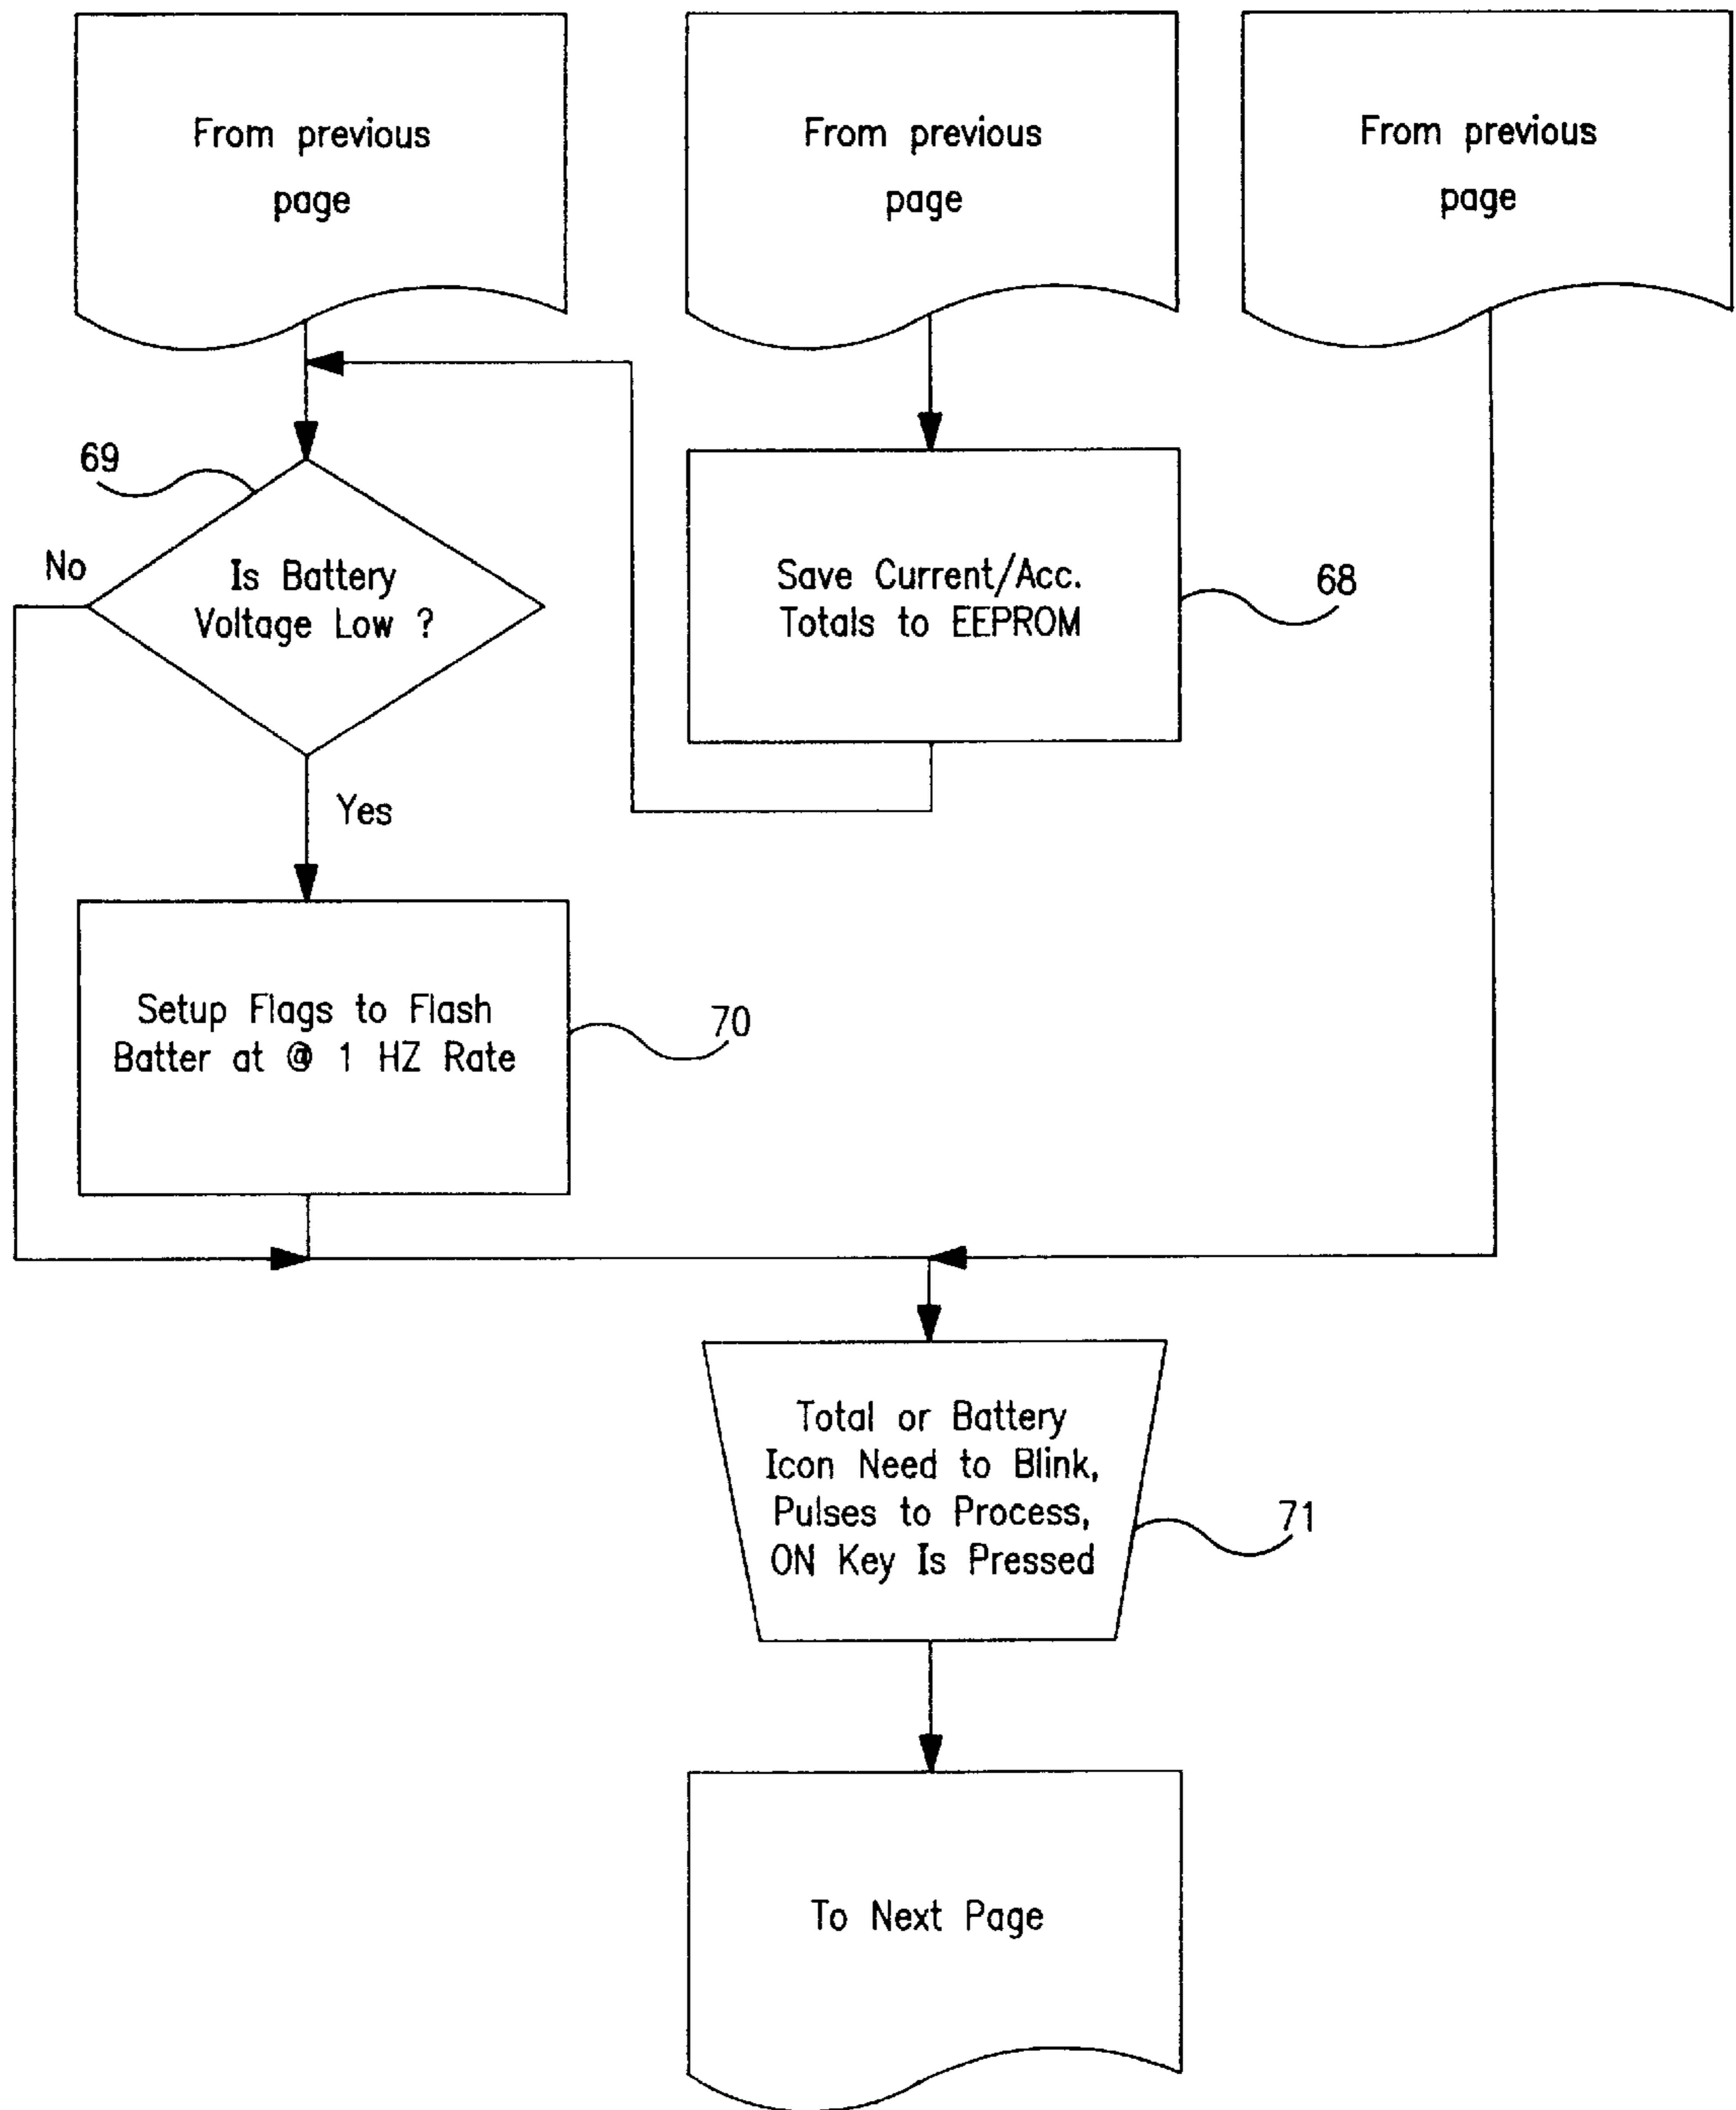 From previous
page
From previous
page
From previous
page
69
No
Is Battery
Voltage Low ?
Save Current/Acc.
Totals to EEPROM
68
Yes
Setup Flags to Flash
Batter at @ 1 HZ Rate
70
Total or Battery
Icon Need to Blink,
Pulses to Process,
ON Key Is Pressed
71
To Next Page